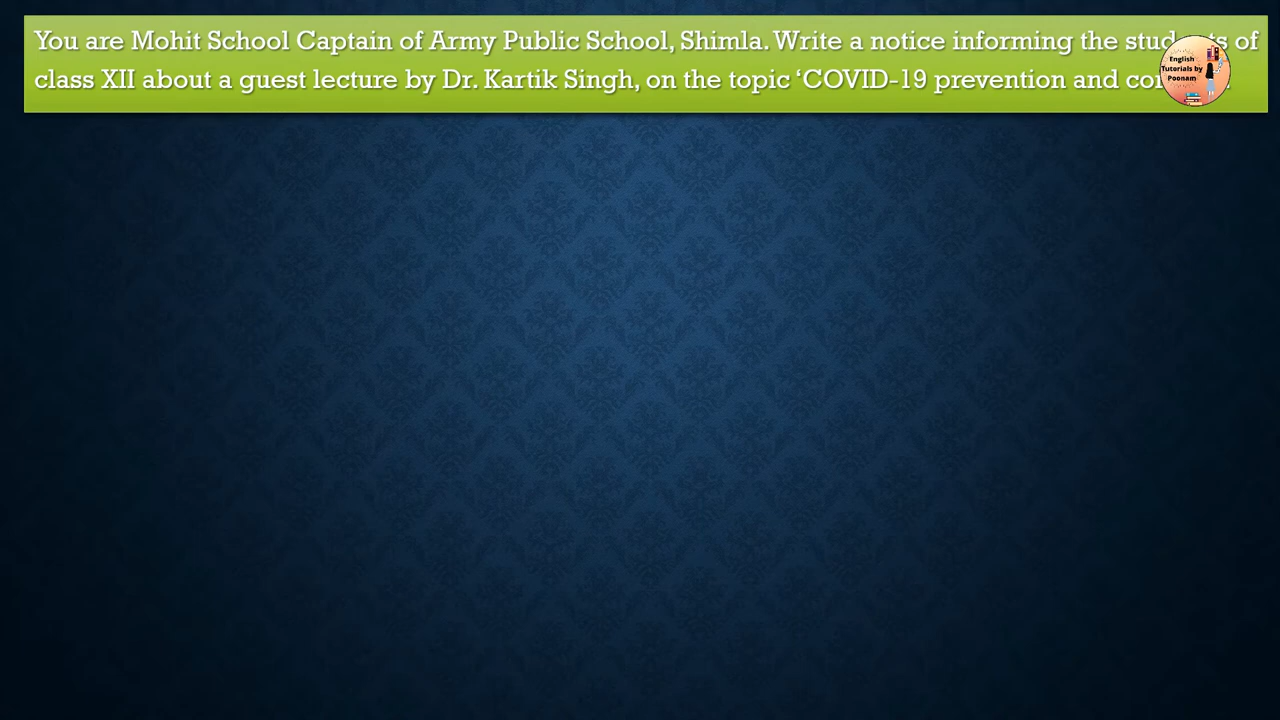 You are Mohit School Captain of Army Public School, Shimla. Write a notice informing the students of
class XII about a guest lecture by Dr. Kartik Singh, on the topic ‘COVID-19 prevention and
English
Tutorials by
Poonam